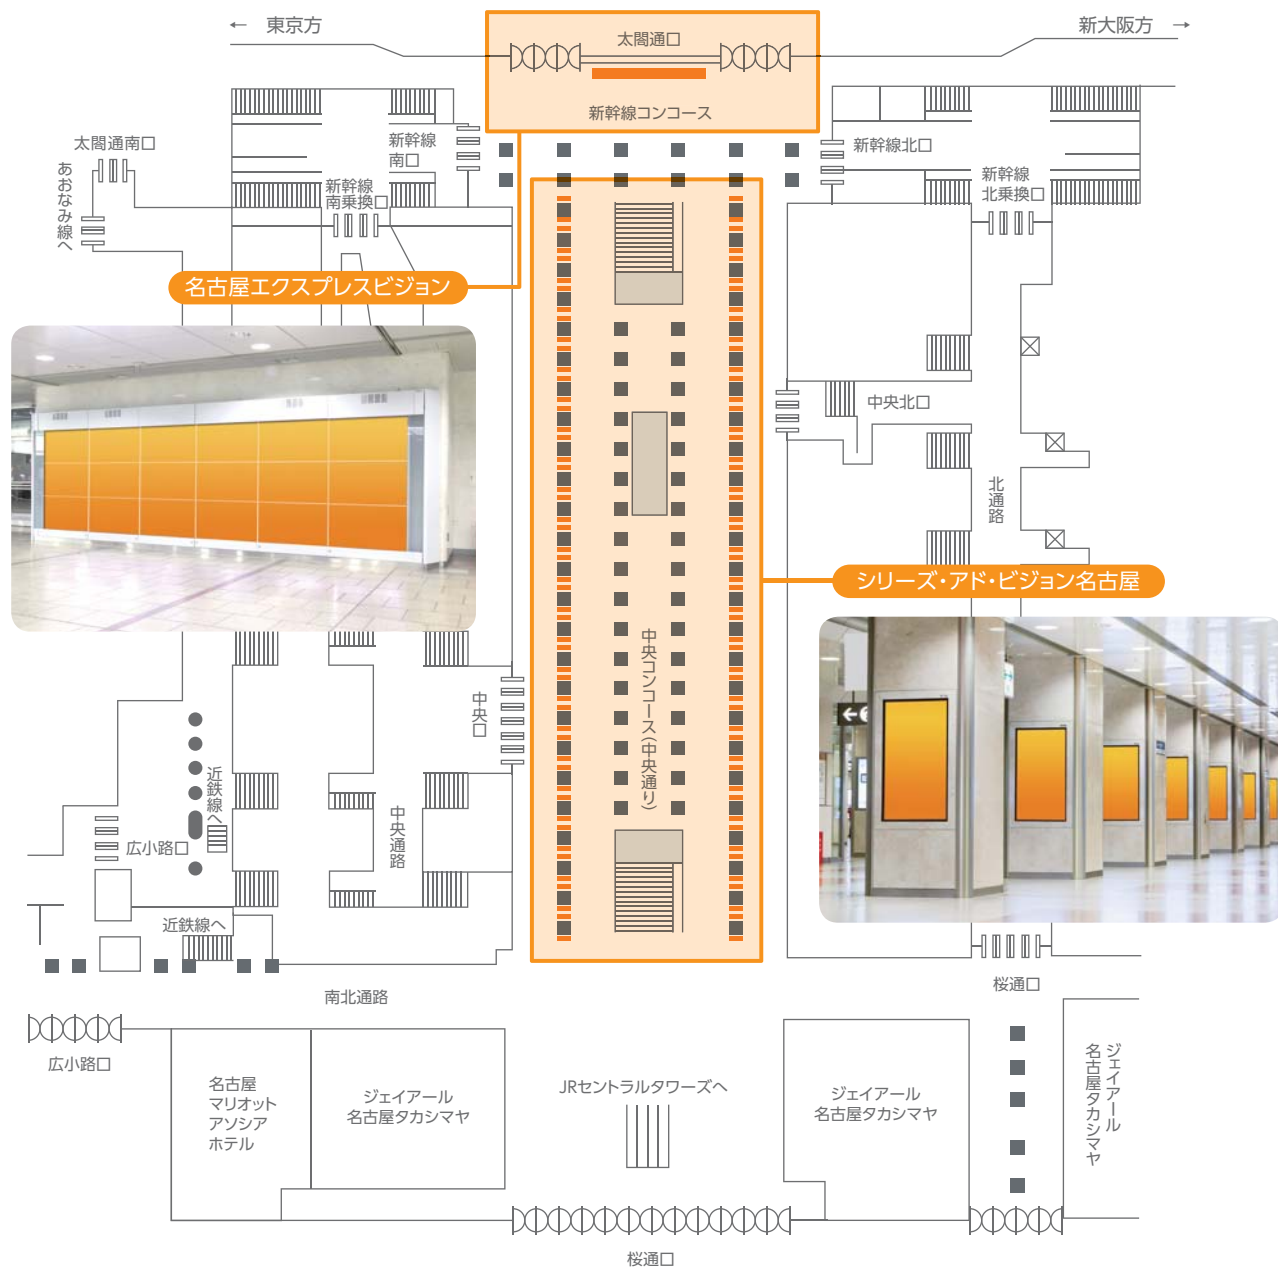 ← 東京方
太閤通口
新大阪方 →
新幹線コンコース
太閤通南口
新幹線
南口
新幹線北口
あおなみ線へ
新幹線
南乗換口
新幹線
北乗換口
名古屋エクスプレスビジョン
中央北口
北通路
シリーズ・アド・ビジョン名古屋
中央コンコース(中央通り)
中央口
近鉄線へ
中央通路
広小路口
近鉄線へ
南北通路
桜通口
広小路口
名古屋
マリオット
アソシア
ホテル
ジェイアール
名古屋タカシマヤ
JRセントラルタワーズへ
ジェイアール
名古屋タカシマヤ
ジェイアール
名古屋タカシマヤ
桜通口